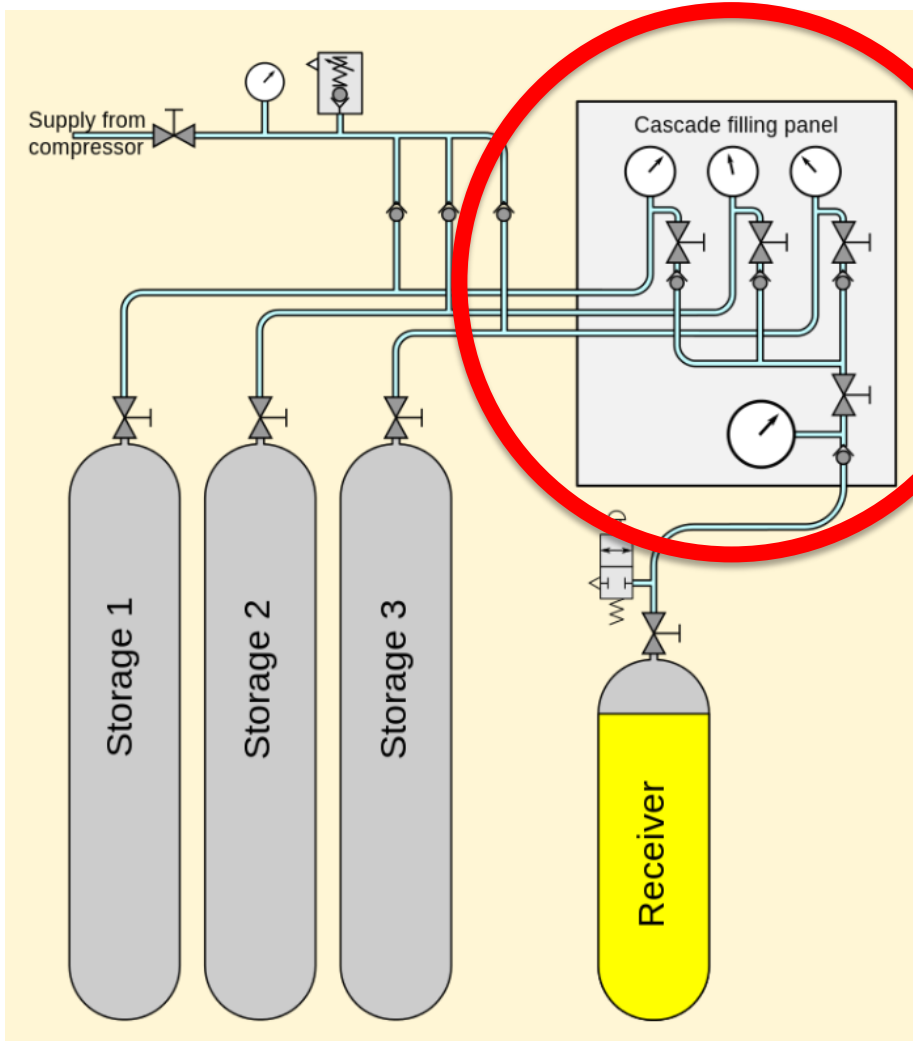 Supply from
compressor
Cascade filling panel
Storage 1
Storage 2
Storage 3
Receiver